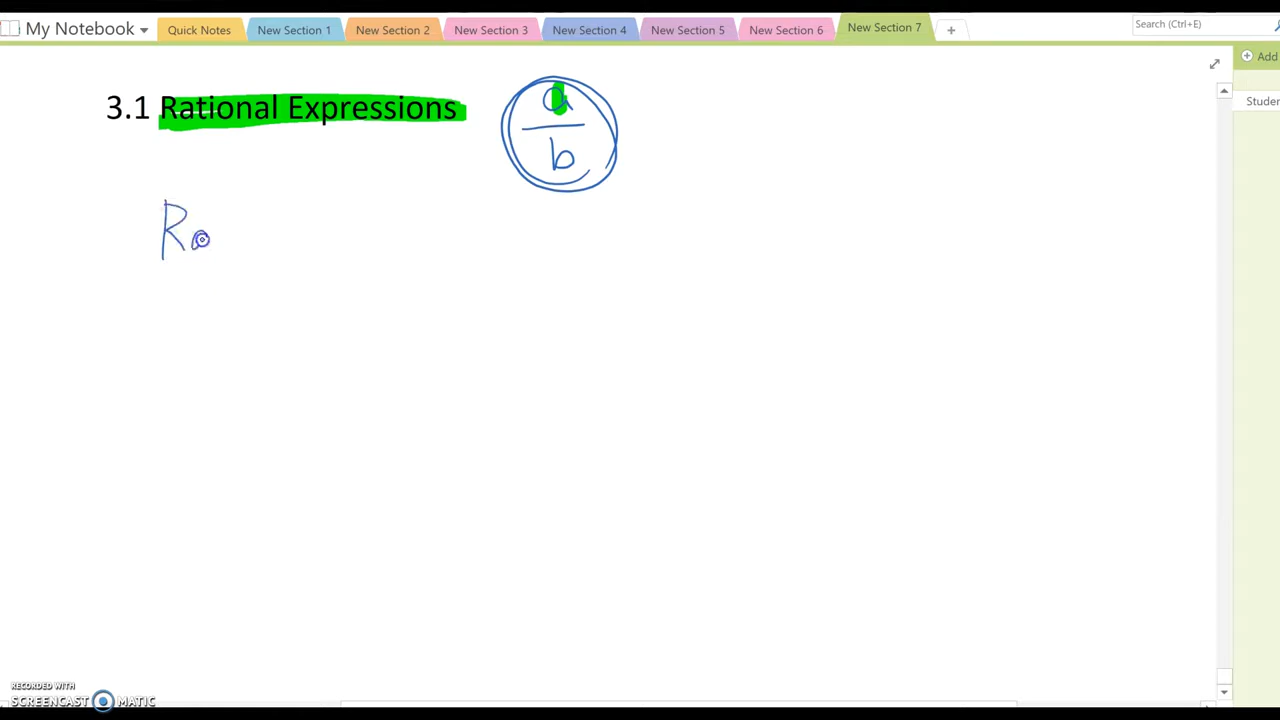 My Notebook
Quick Notes
New Section 1
New Section 2
New Section 3
New Section 4
New Section 5
New Section 6
New Section 7
Search (Ctrl+E)
Add
Studen
3.1 Rational Expressions
a
b
Ra
RECORDED WITH
SCREENCAST MATIC